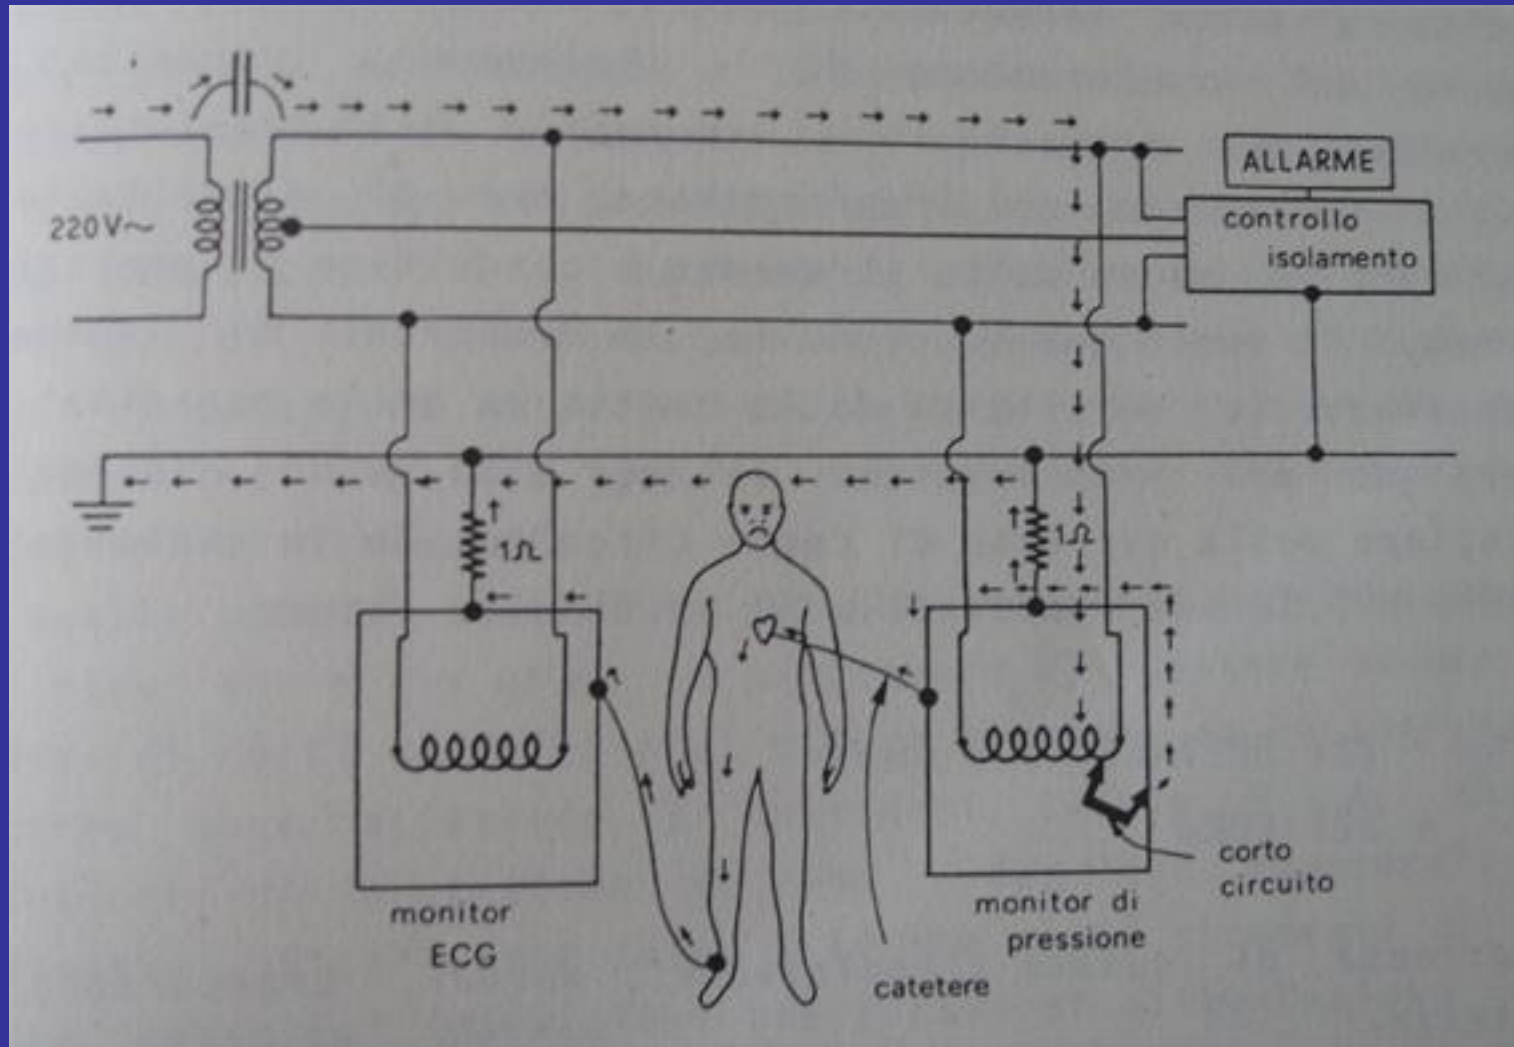 ALLARME
220V~
controllo
isolamento
1Ω
1Ω
monitor
ECG
catetere
monitor di
pressione
corto
circuito